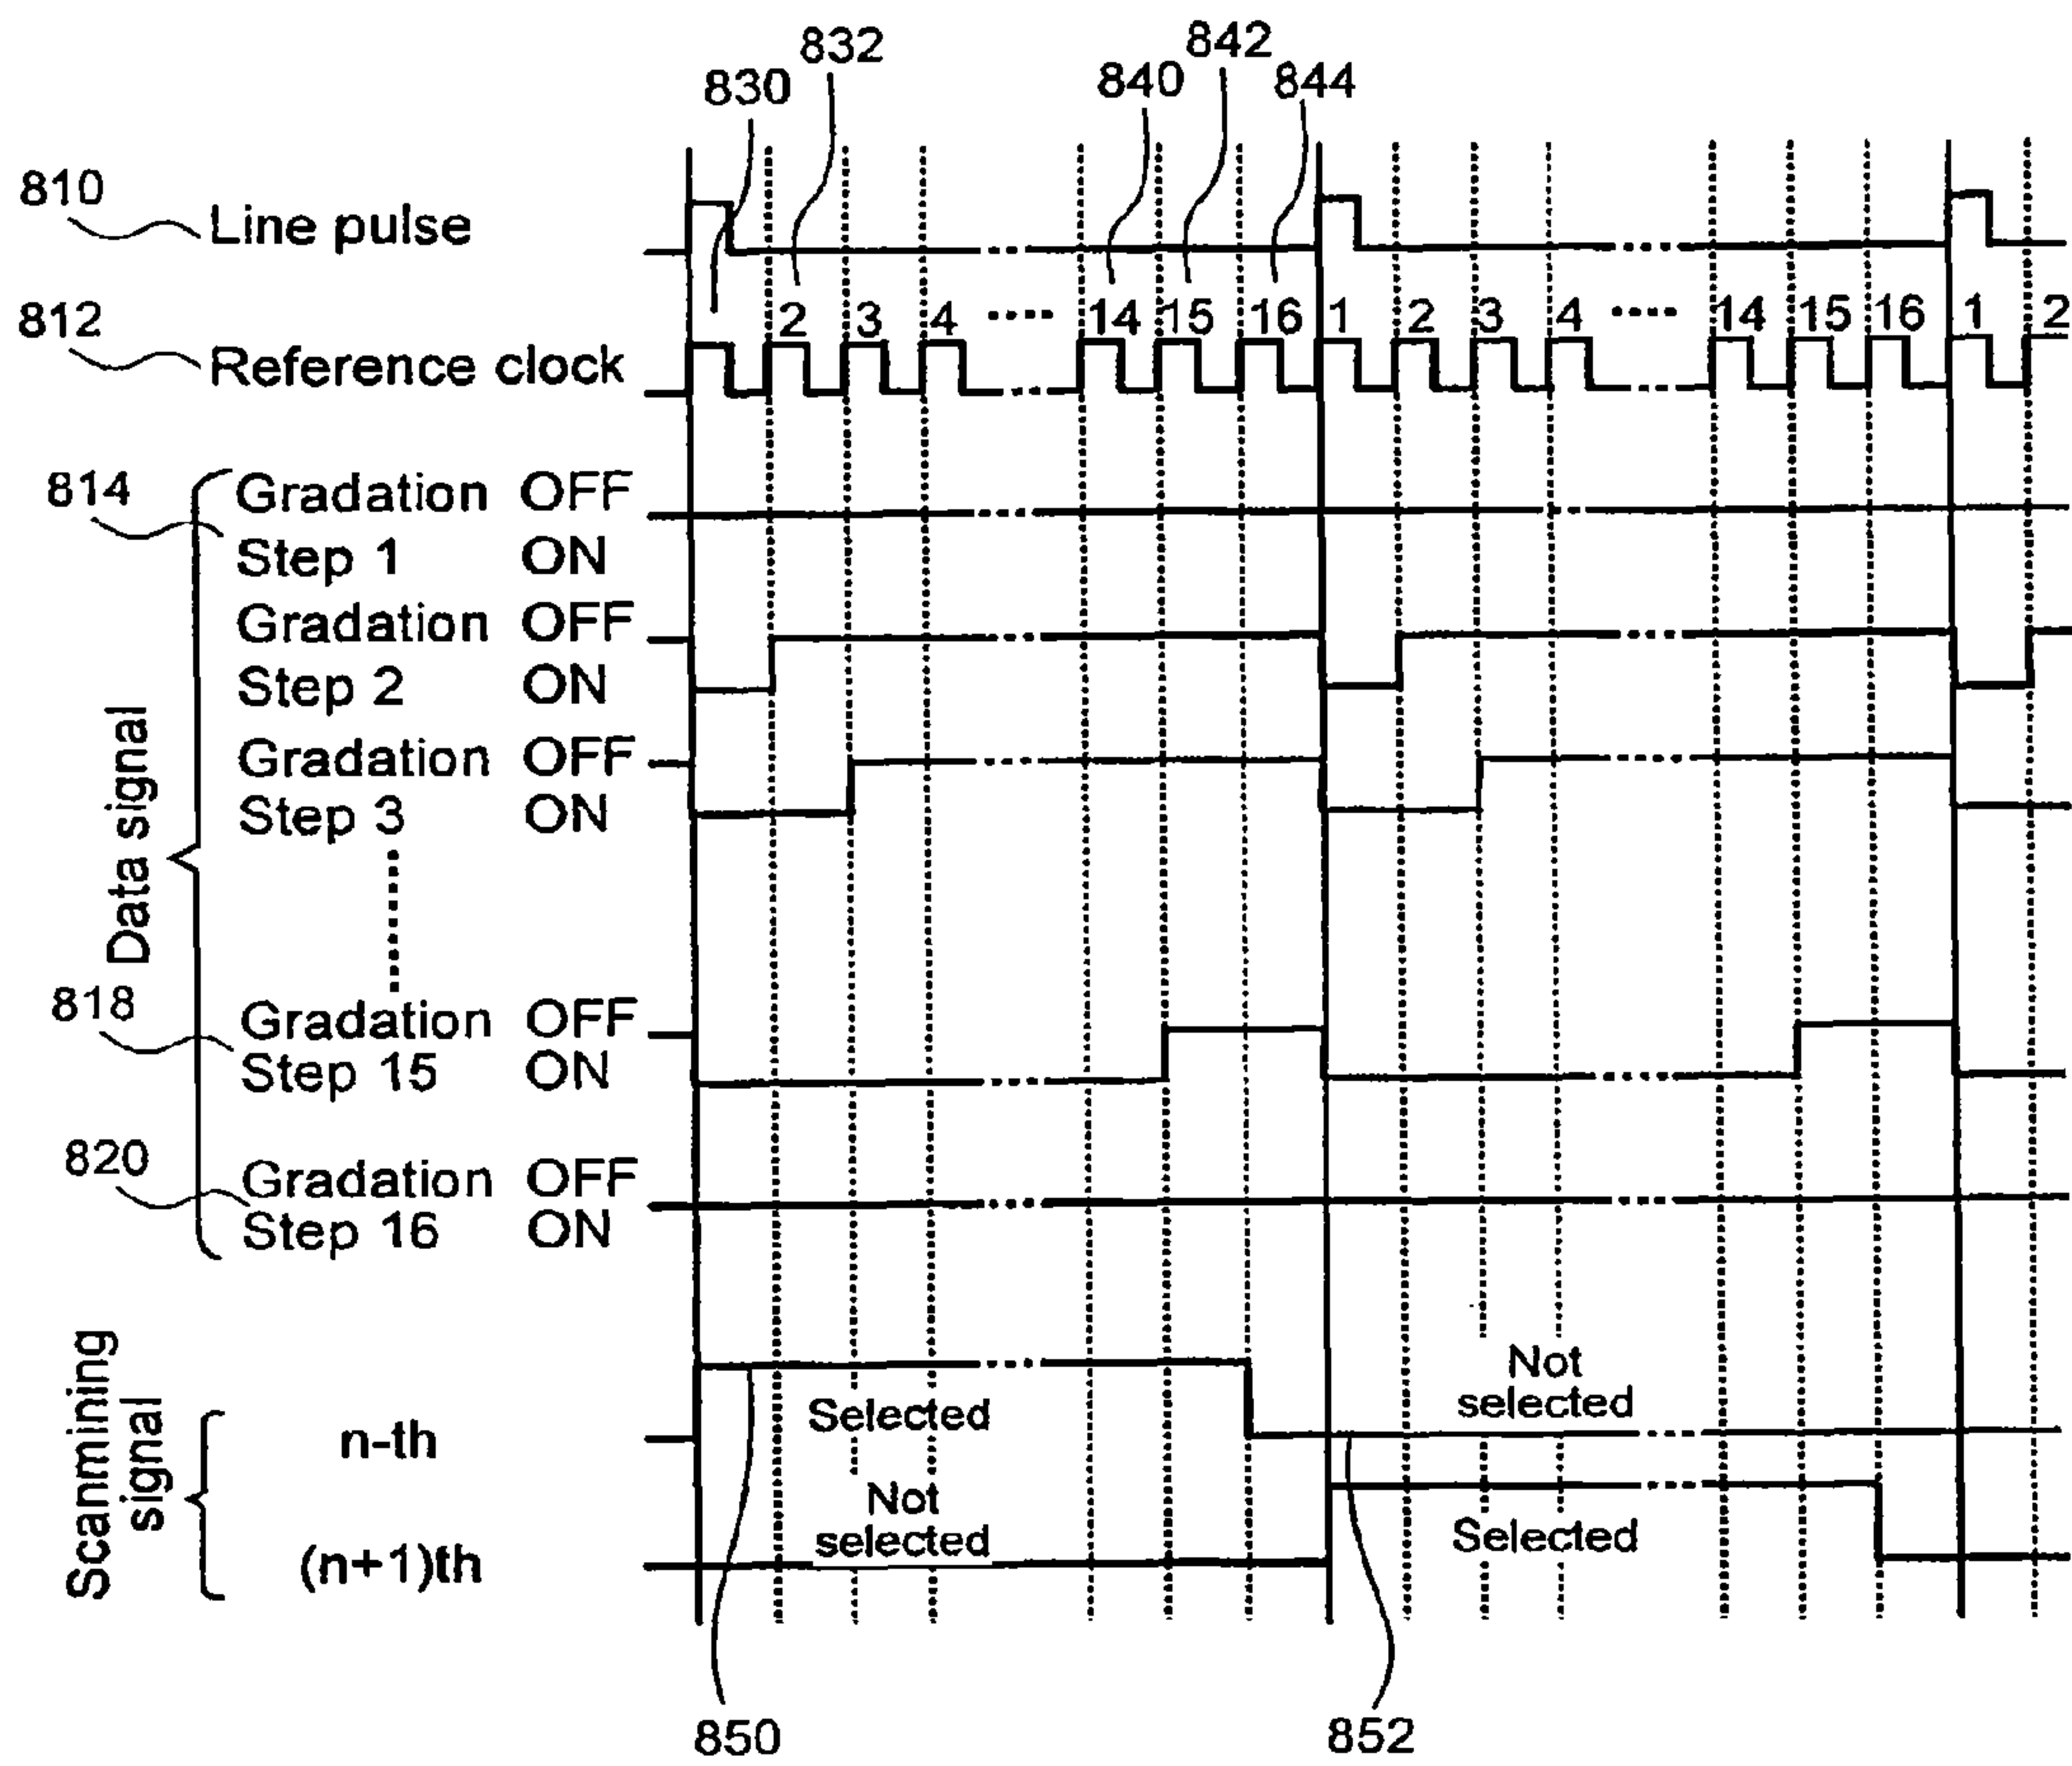 832
842
830
840
844
810
Line pulse
2 3 4 ···· 14 15 16 1 2 3 4 ···· 14 15 16 1 2
812
Reference clock
814
Gradation OFF
Step 1 ON
Gradation OFF
Step 2 ON
Gradation OFF
Step 3 ON
Data signal
818
Gradation OFF
Step 15 ON
820
Gradation OFF
Step 16 ON
Scanmining
signal
n-th
Selected
Not
selected
(n+1)th
Not
selected
Selected
850
852